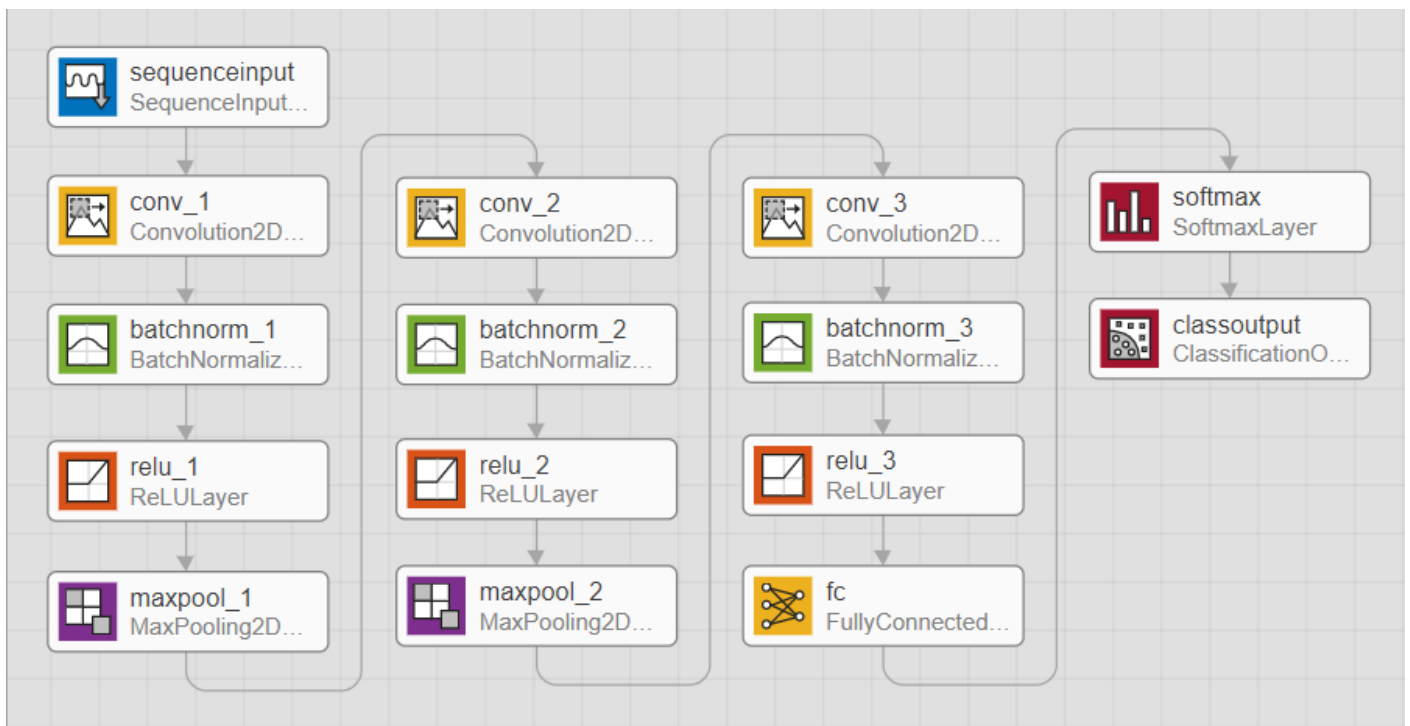 sequenceinput
SequenceInput...
conv_1
Convolution2D...
batchnorm_1
BatchNormaliz...
relu_1
ReLULayer
maxpool_1
MaxPooling2D...
conv_2
Convolution2D...
batchnorm_2
BatchNormaliz...
relu_2
ReLULayer
maxpool_2
MaxPooling2D...
conv_3
Convolution2D...
batchnorm_3
BatchNormaliz...
relu_3
ReLULayer
fc
FullyConnected...
softmax
SoftmaxLayer
classoutput
ClassificationO...